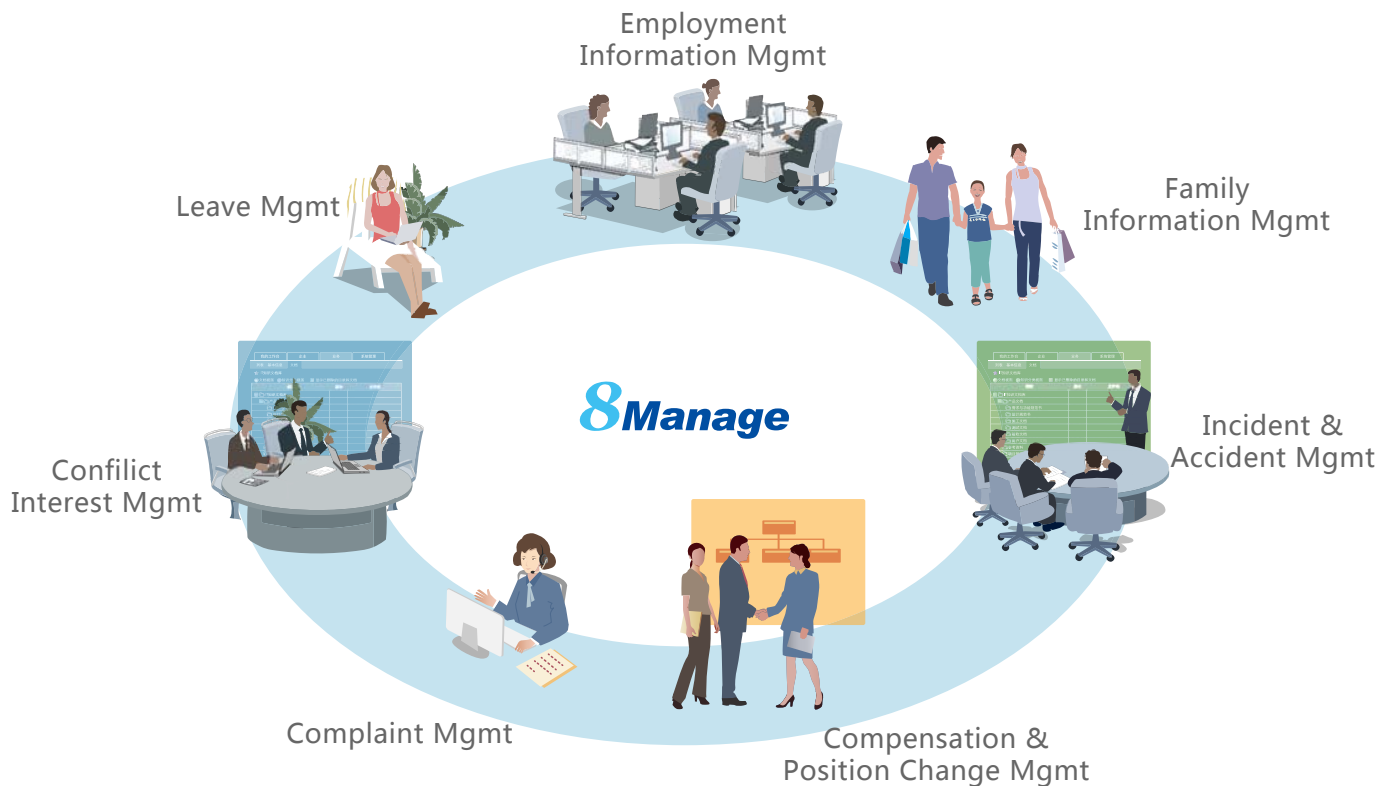 Employment
Information Mgmt
Leave Mgmt
Family
Information Mgmt
8Manage
Incident &
Accident Mgmt
Confilict
Interest Mgmt
Complaint Mgmt
Compensation &
Position Change Mgmt